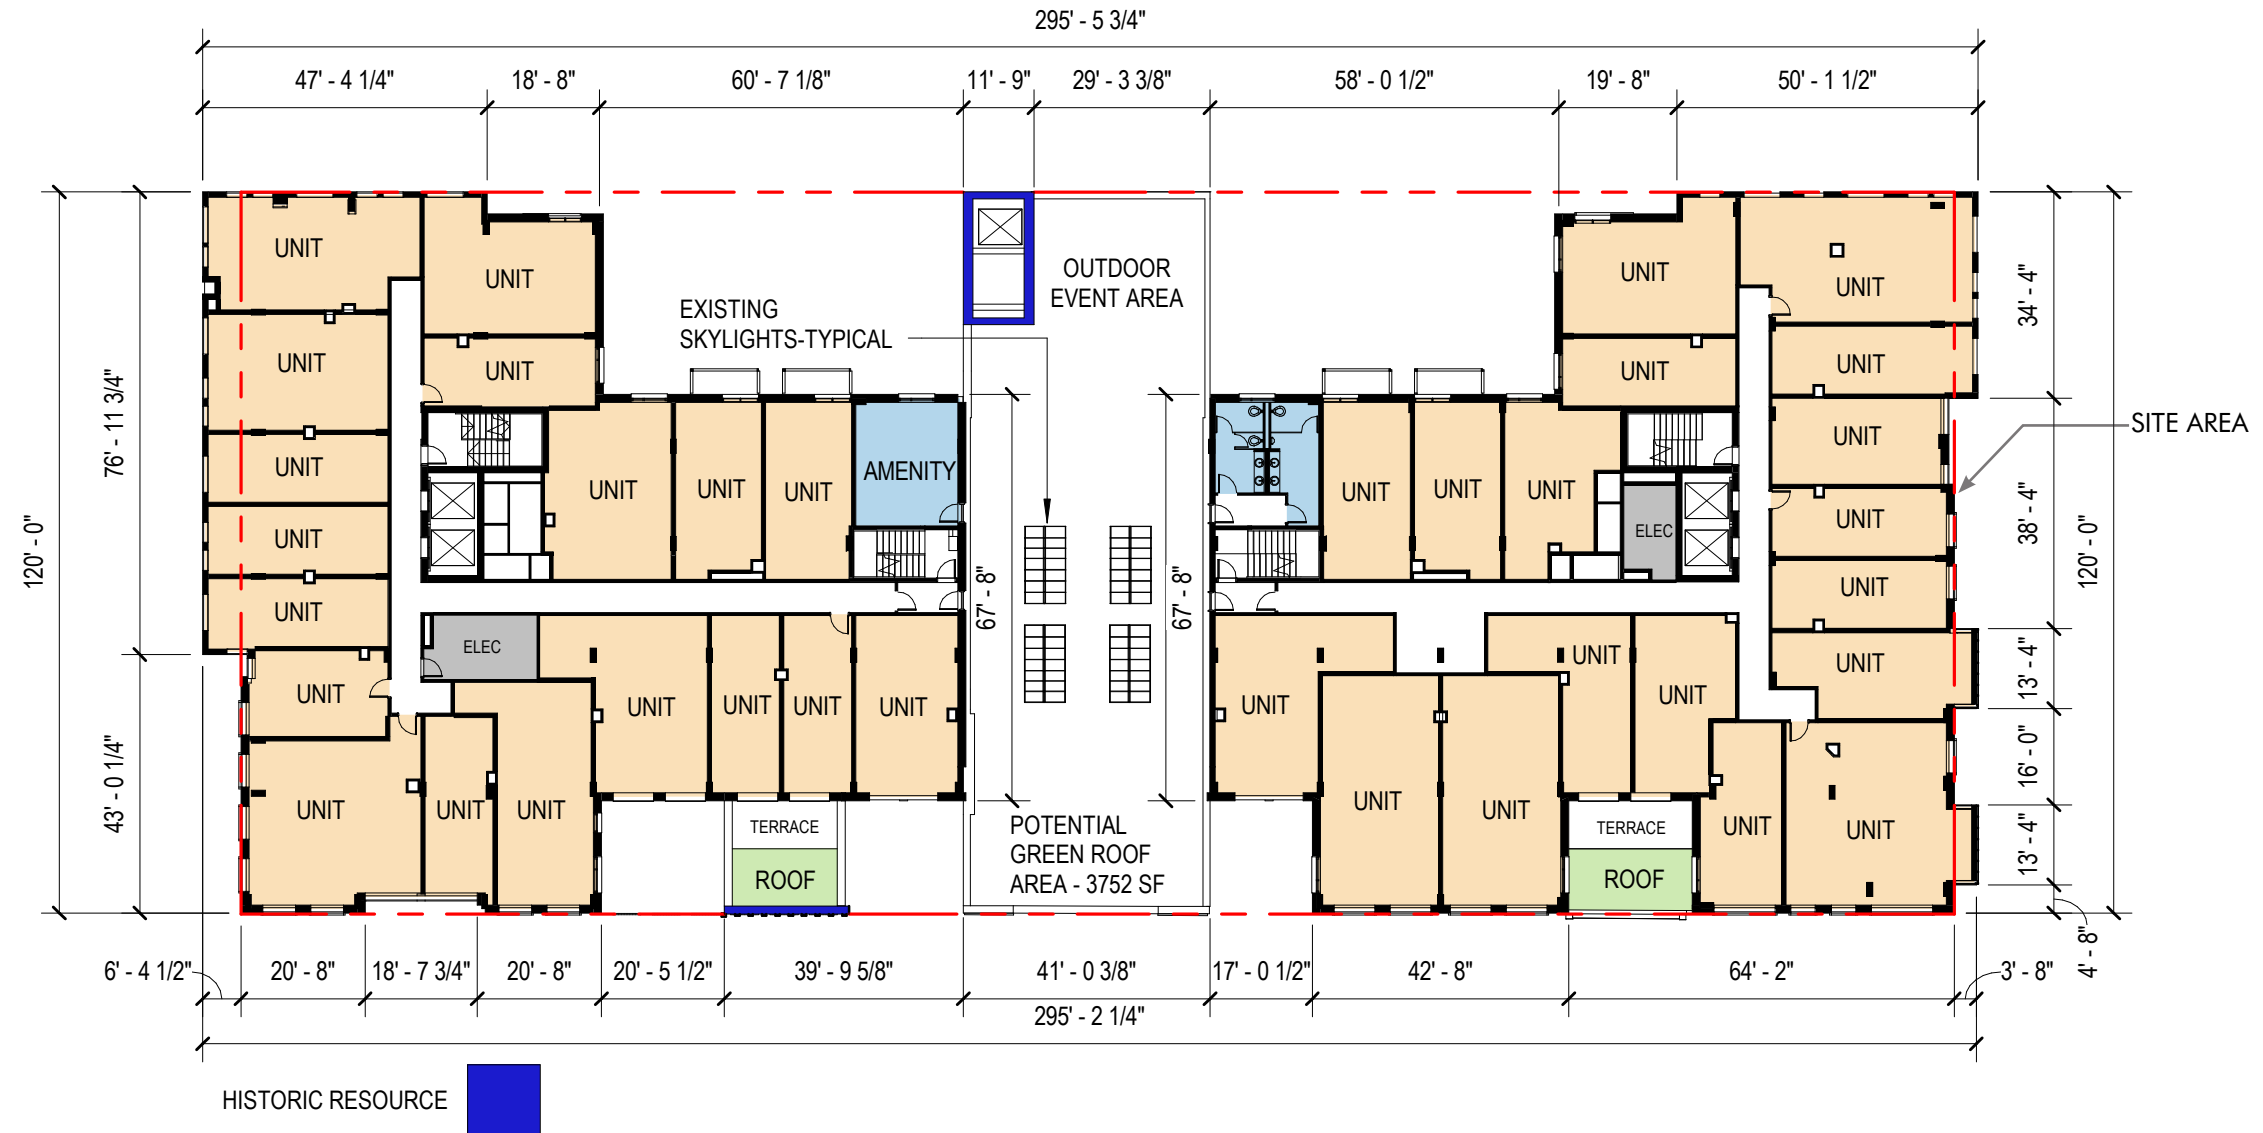 295' - 5 3/4"
47' - 4 1/4"
18' - 8"
60' - 7 1/8"
11' - 9"
29' - 3 3/8"
58' - 0 1/2"
19' - 8"
50' - 1 1/2"
UNIT
UNIT
UNIT
UNIT
UNIT
UNIT
UNIT
UNIT
UNIT
UNIT
UNIT
UNIT
EXISTING
SKYLIGHTS-TYPICAL
UNIT
UNIT
UNIT
AMENITY
ELEC
UNIT
UNIT
UNIT
UNIT
TERRACE
ROOF
120' - 0"
76' - 11 3/4"
43' - 0 1/4"
OUTDOOR
EVENT AREA
67' - 8"
67' - 8"
POTENTIAL
GREEN ROOF
AREA - 3752 SF
UNIT
UNIT
UNIT
UNIT
UNIT
UNIT
UNIT
UNIT
ELEC
UNIT
UNIT
UNIT
UNIT
UNIT
UNIT
UNIT
UNIT
UNIT
UNIT
TERRACE
ROOF
34' - 4"
38' - 4"
13' - 4"
16' - 0"
13' - 4"
4' - 8"
120' - 0"
SITE AREA
6' - 4 1/2"
20' - 8"
18' - 7 3/4"
20' - 8"
20' - 5 1/2"
39' - 9 5/8"
41' - 0 3/8"
17' - 0 1/2"
42' - 8"
64' - 2"
3' - 8"
295' - 2 1/4"
HISTORIC RESOURCE